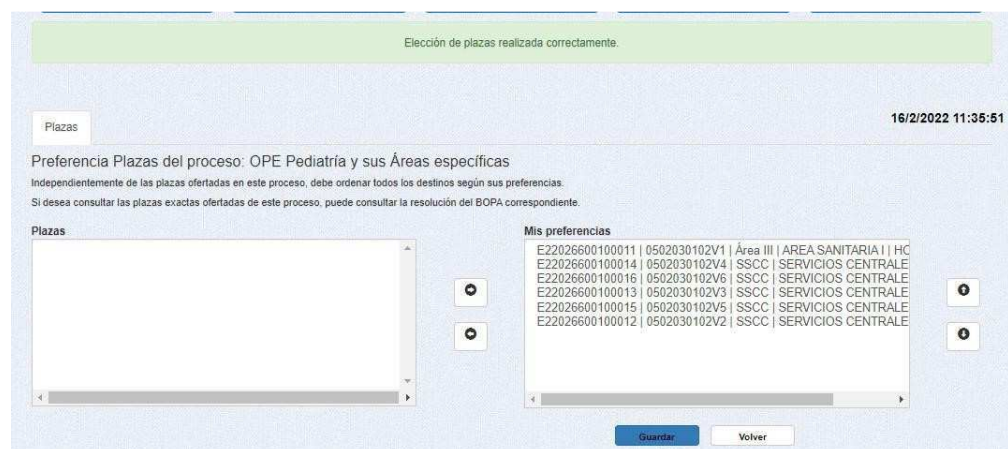 Elección de plazas realizada correctamente.
16/2/2022 11:35:51
Plazas
Preferencia Plazas del proceso: OPE Pediatría y sus Áreas específicas
Independientemente de las plazas ofertadas en este proceso, debe ordenar todos los destinos según sus preferencias.
Si desea consultar las plazas exactas ofertadas de este proceso, puede consultar la resolución del BOPA correspondiente.
Plazas
Mis preferencias
E22026600100011 | 0502030102V1 | Área III | AREA SANITARIA I | HO
E22026600100014 | 0502030102V4 | SSCC | SERVICIOS CENTRALE
E22026600100016 | 0502030102V6 | SSCC | SERVICIOS CENTRALE
E22026600100013 | 0502030102V3 | SSCC | SERVICIOS CENTRALE
E22026600100015 | 0502030102V5 | SSCC | SERVICIOS CENTRALE
E22026600100012 | 0502030102V2 | SSCC | SERVICIOS CENTRALE
Guardar
Volver